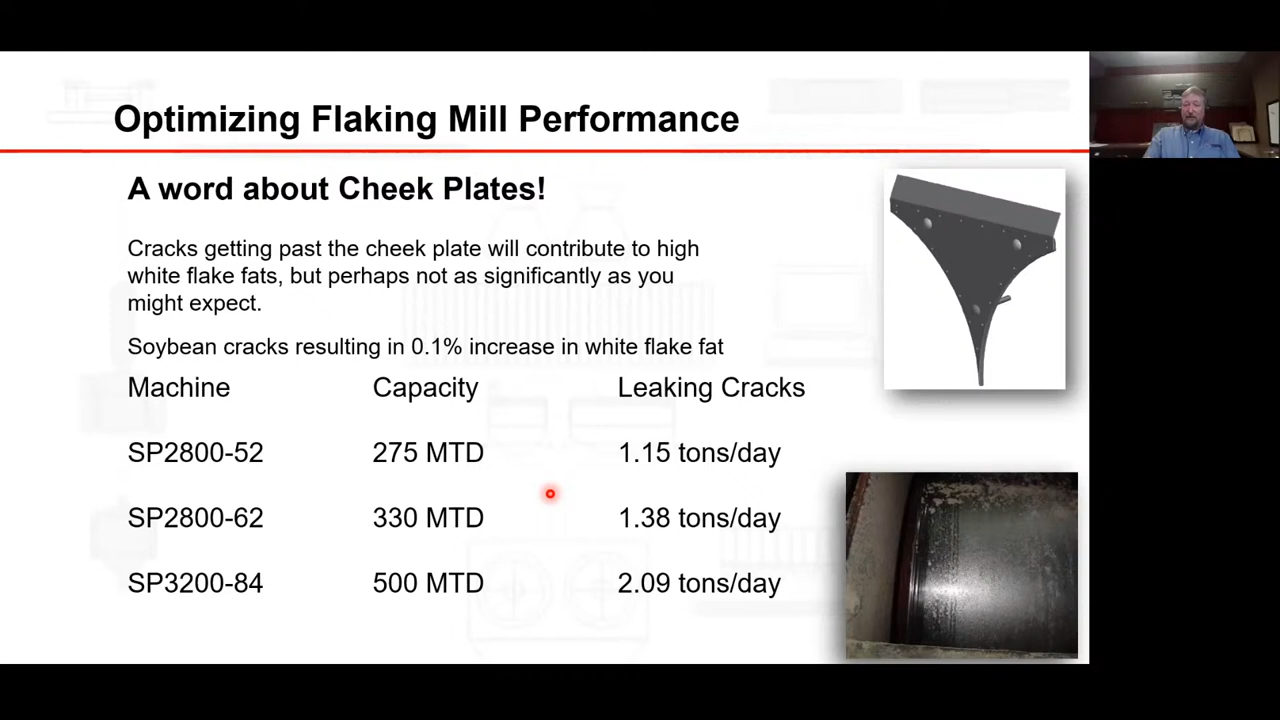 Optimizing Flaking Mill Performance
A word about Cheek Plates!
Cracks getting past the cheek plate will contribute to high
white flake fats, but perhaps not as significantly as you
might expect.
Soybean cracks resulting in 0.1% increase in white flake fat
Machine Capacity Leaking Cracks
SP2800-52 275 MTD 1.15 tons/day
SP2800-62 330 MTD 1.38 tons/day
SP3200-84 500 MTD 2.09 tons/day